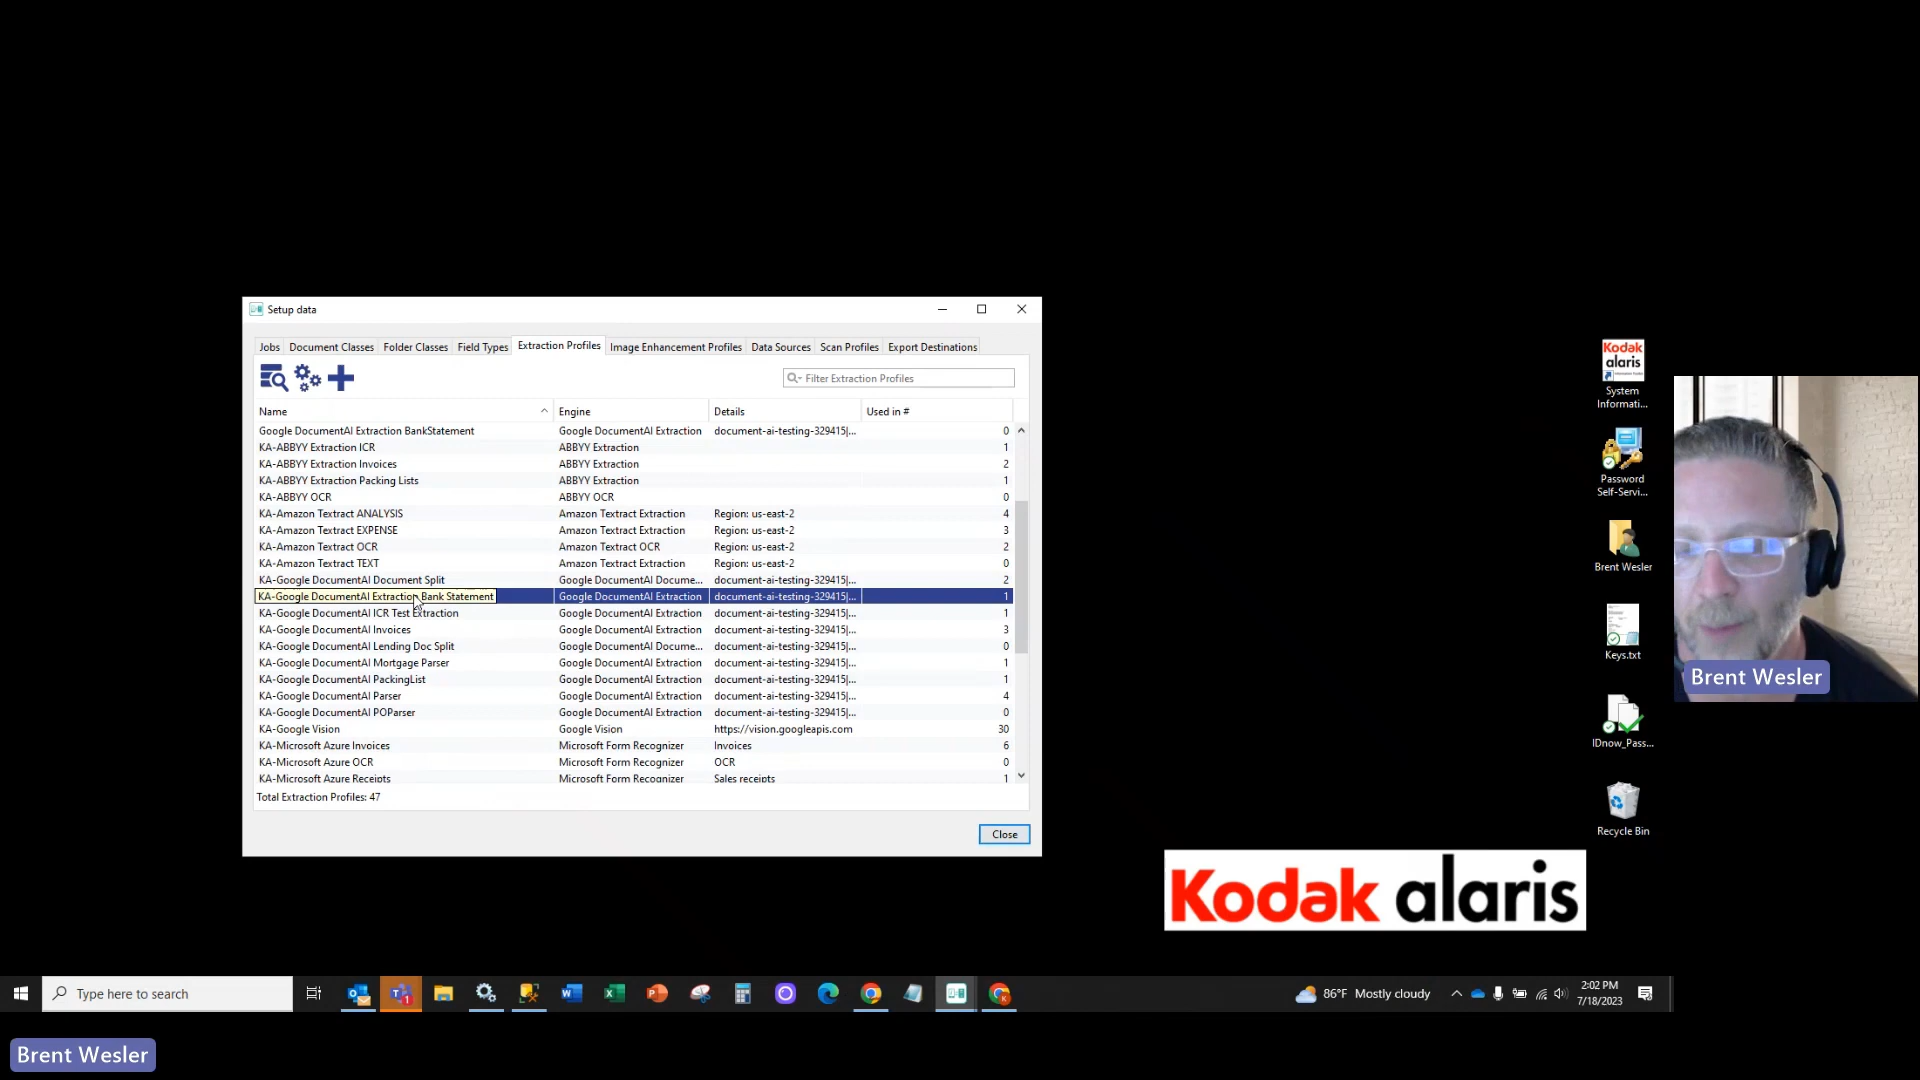 Setup data
Jobs Document Classes Folder Classes Field Types Extraction Profiles Image Enhancement Profiles Data Sources Scan Profiles Export Destinations
Filter Extraction Profiles
Name Engine Details Used in #
Google DocumentAI Extraction BankStatement Google DocumentAI Extraction document-ai-testing-329415|... 0
KA-ABBYY Extraction ICR ABBYY Extraction 1
KA-ABBYY Extraction Invoices ABBYY Extraction 2
KA-ABBYY Extraction Packing Lists ABBYY Extraction 1
KA-ABBYY OCR ABBYY OCR 0
KA-Amazon Textract ANALYSIS Amazon Textract Extraction Region: us-east-2 4
KA-Amazon Textract EXPENSE Amazon Textract Extraction Region: us-east-2 3
KA-Amazon Textract OCR Amazon Textract OCR Region: us-east-2 2
KA-Amazon Textract TEXT Amazon Textract Extraction Region: us-east-2 0
KA-Google DocumentAI Document Split Google DocumentAI Docume... document-ai-testing-329415|... 2
KA-Google DocumentAI Extraction Bank Statement Google DocumentAI Extraction document-ai-testing-329415|... 1
KA-Google DocumentAI ICR Test Extraction Google DocumentAI Extraction document-ai-testing-329415|... 1
KA-Google DocumentAI Invoices Google DocumentAI Extraction document-ai-testing-329415|... 3
KA-Google DocumentAI Lending Doc Split Google DocumentAI Docume... document-ai-testing-329415|... 0
KA-Google DocumentAI Mortgage Parser Google DocumentAI Extraction document-ai-testing-329415|... 1
KA-Google DocumentAI PackingList Google DocumentAI Extraction document-ai-testing-329415|... 1
KA-Google DocumentAI Parser Google DocumentAI Extraction document-ai-testing-329415|... 4
KA-Google DocumentAI POParser Google DocumentAI Extraction document-ai-testing-329415|... 0
KA-Google Vision Google Vision https://vision.googleapis.com 30
KA-Microsoft Azure Invoices Microsoft Form Recognizer Invoices 6
KA-Microsoft Azure OCR Microsoft Form Recognizer OCR 0
KA-Microsoft Azure Receipts Microsoft Form Recognizer Sales receipts 1
Total Extraction Profiles: 47
Close
Kodak
alaris
System
Informati...
Password
Self-Servi...
Brent Wesler
Keys.txt
IDnow_Pass...
Recycle Bin
Brent Wesler
Kodak alaris
Type here to search
86°F Mostly cloudy
2:02 PM
7/18/2023
Brent Wesler